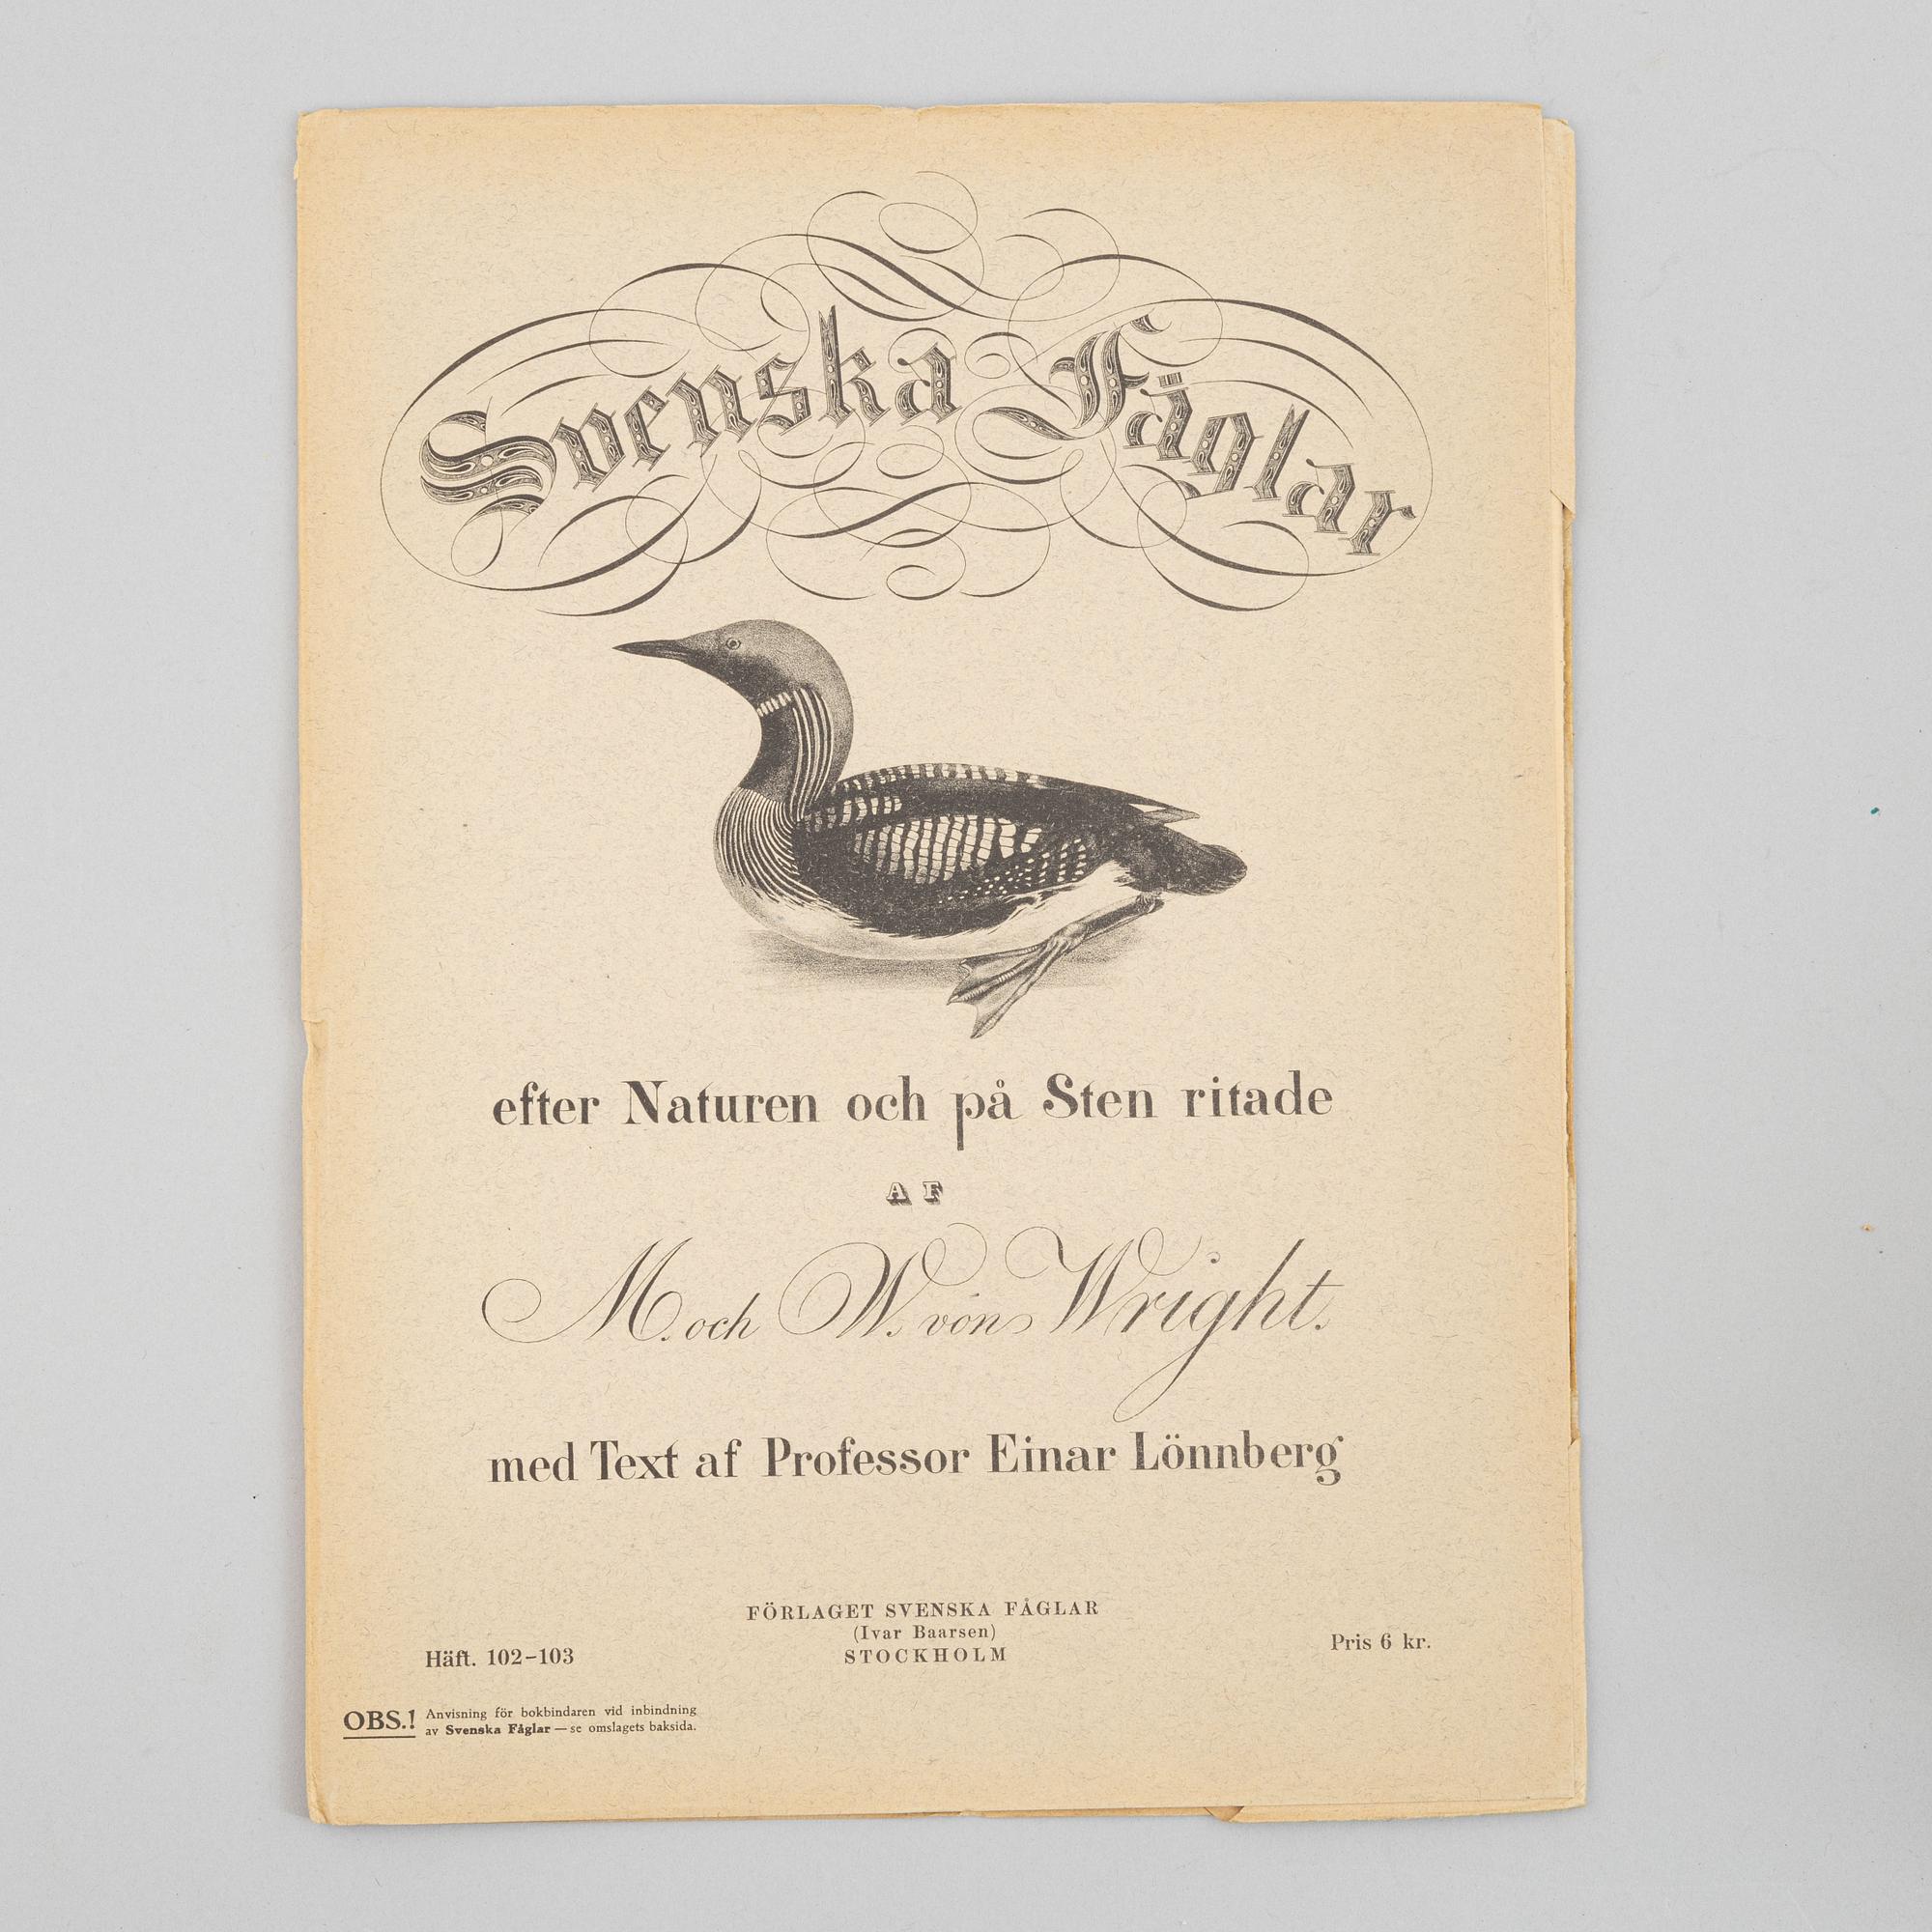 Svenska Fåglar
efter Naturen och på Sten ritade
AF
M. och W. von Wright.
med Text af Professor Einar Lönnberg
FÖRLAGET SVENSKA FÅGLAR
(Ivar Baarsen)
STOCKHOLM
Häft. 102-103
Pris 6 kr.
OBS.! Anvisning för bokbindaren vid inbindning
av Svenska Fåglar — se omslagets baksida.